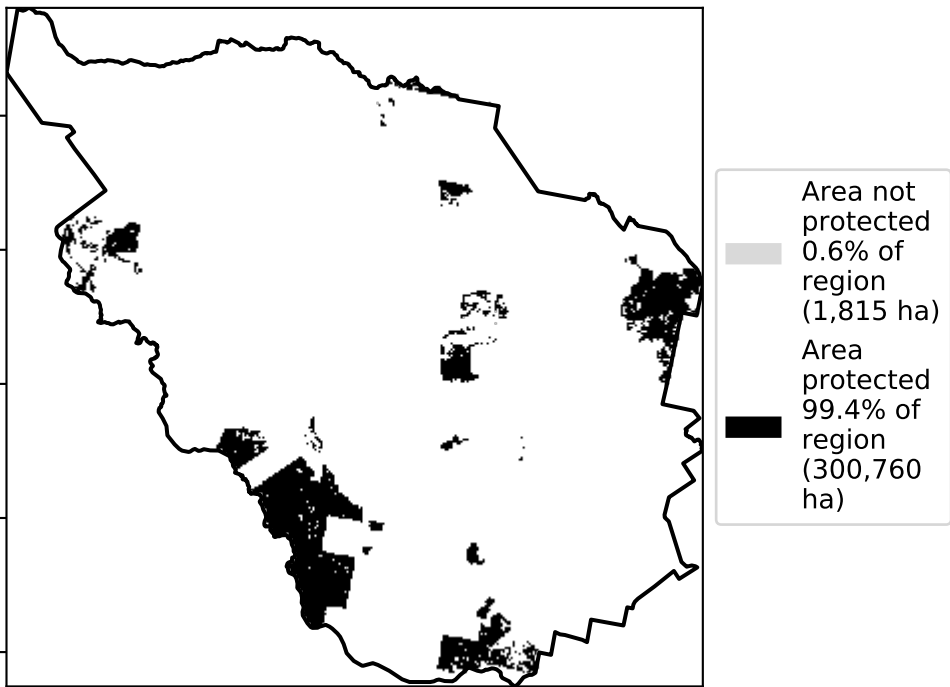 Area not
protected
0.6% of
region
(1,815 ha)
Area
protected
99.4% of
region
(300,760
ha)